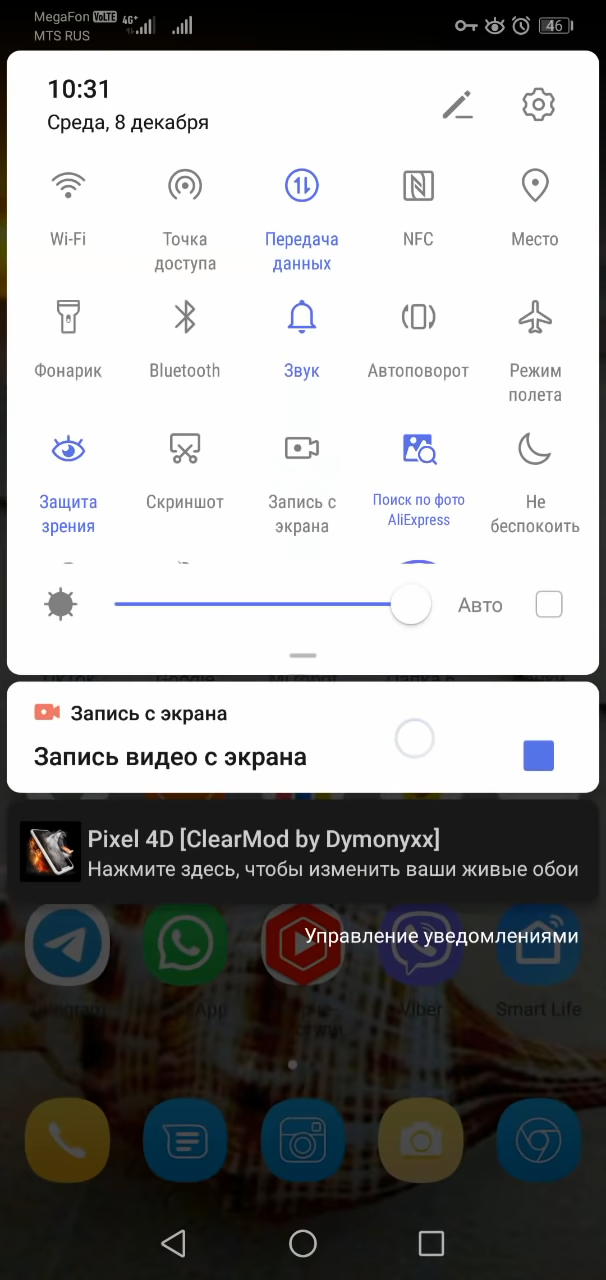 MegaFon VoLTE 4G+ 46
MTS RUS
10:31
Среда, 8 декабря
Wi-Fi
Точка
доступа
Передача
данных
NFC
Место
Фонарик
Bluetooth
Звук
Автоповорот
Режим
полета
Защита
зрения
Скриншот
Запись с
экрана
Поиск по фото
AliExpress
Не
беспокоить
Авто
Запись с экрана
Запись видео с экрана
Pixel 4D [ClearMod by Dymonyxx]
Нажмите здесь, чтобы изменить ваши живые обои
Управление уведомлениями
Viber
Smart Life